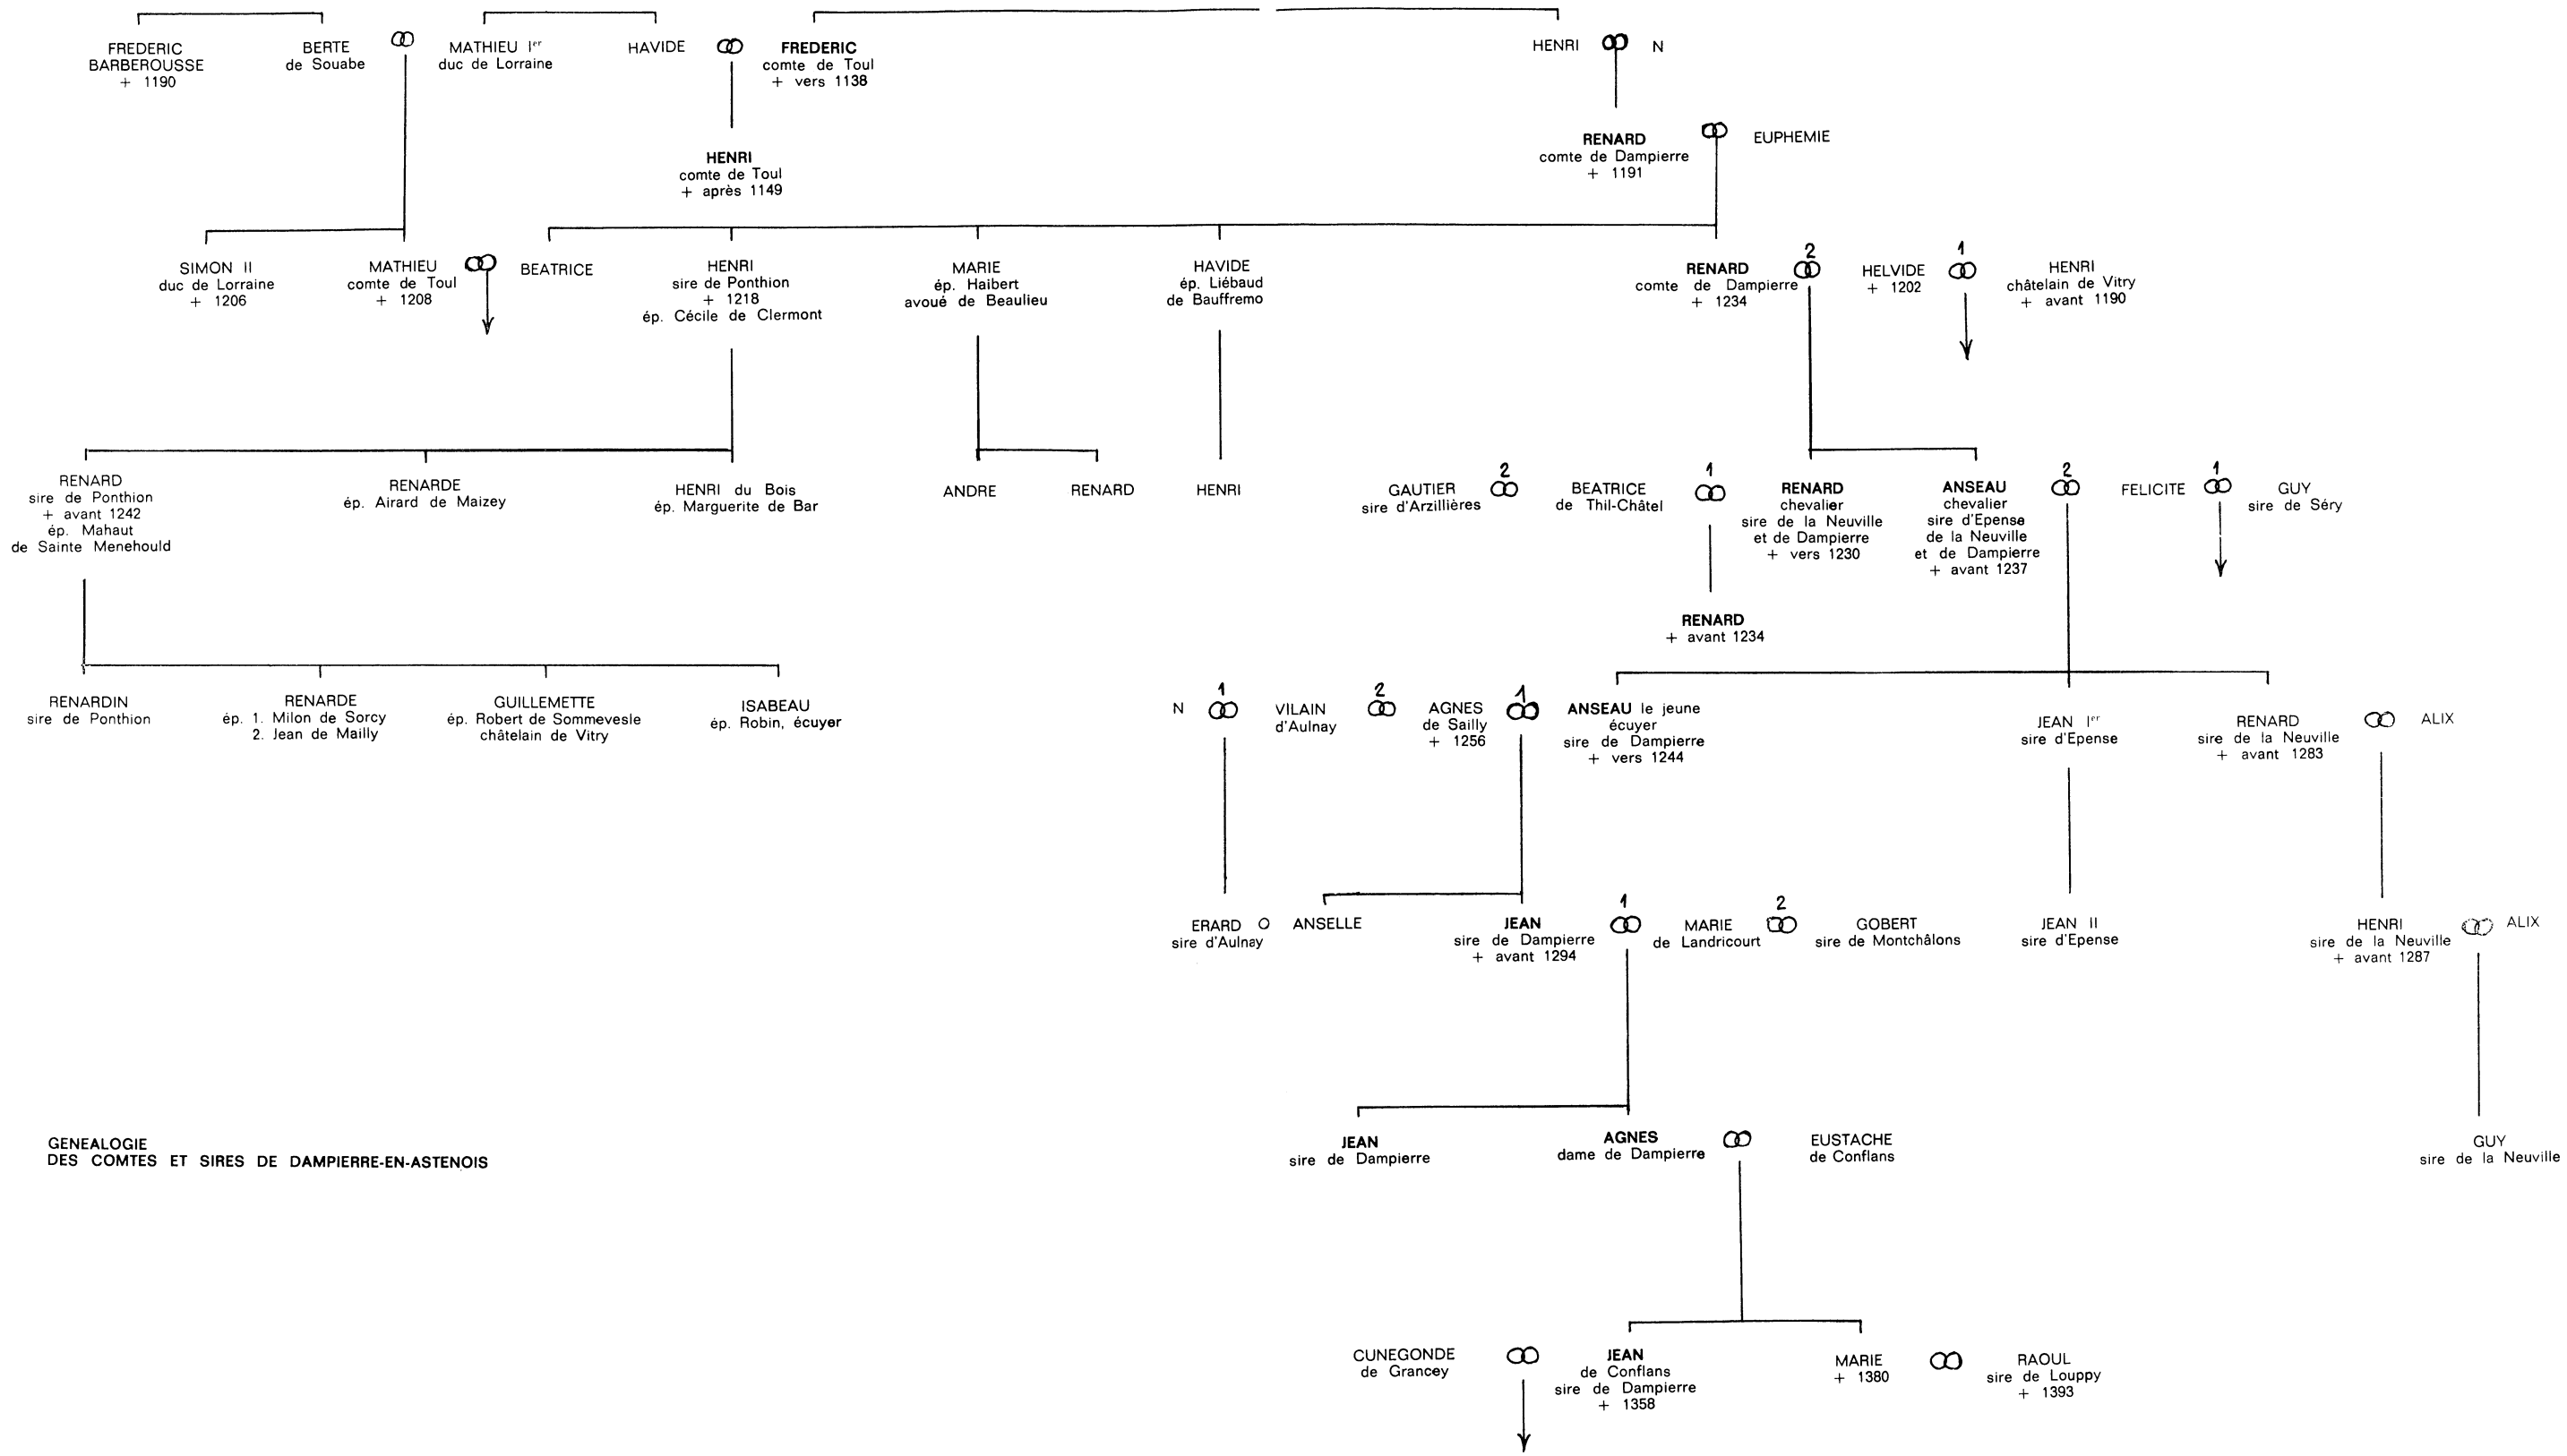 FREDERIC
BARBEROUSSE
+ 1190
BERTE
de Souabe
MATHIEU Ier
duc de Lorraine
HAVIDE
FREDERIC
comte de Toul
+ vers 1138
HENRI
N
HENRI
comte de Toul
+ après 1149
RENARD
comte de Dampierre
+ 1191
EUPHEMIE
SIMON II
duc de Lorraine
+ 1206
MATHIEU
comte de Toul
+ 1208
BEATRICE
HENRI
sire de Ponthion
+ 1218
ép. Cécile de Clermont
MARIE
ép. Haibert
avoué de Beaulieu
HAVIDE
ép. Liébaud
de Bauffremo
RENARD
comte de Dampierre
+ 1234
2
HELVIDE
+ 1202
1
HENRI
châtelain de Vitry
+ avant 1190
RENARD
sire de Ponthion
+ avant 1242
ép. Mahaut
de Sainte Menehould
RENARDE
ép. Airard de Maizey
HENRI du Bois
ép. Marguerite de Bar
ANDRE
RENARD
HENRI
GAUTIER
sire d'Arzillières
2
BEATRICE
de Thil-Châtel
1
RENARD
chevalier
sire de la Neuville
et de Dampierre
+ vers 1230
ANSEAU
chevalier
sire d'Epense
de la Neuville
et de Dampierre
+ avant 1237
2
FELICITE
1
GUY
sire de Séry
RENARD
+ avant 1234
RENARDIN
sire de Ponthion
RENARDE
ép. 1. Milon de Sorcy
2. Jean de Mailly
GUILLEMETTE
ép. Robert de Sommevesle
châtelain de Vitry
ISABEAU
ép. Robin, écuyer
N
1
VILAIN
d'Aulnay
2
AGNES
de Sailly
+ 1256
1
ANSEAU le jeune
écuyer
sire de Dampierre
+ vers 1244
JEAN Ier
sire d'Epense
RENARD
sire de la Neuville
+ avant 1283
ALIX
ERARD
sire d'Aulnay
ANSELLE
JEAN
sire de Dampierre
+ avant 1294
1
MARIE
de Landricourt
2
GOBERT
sire de Montchâlons
JEAN II
sire d'Epense
HENRI
sire de la Neuville
+ avant 1287
ALIX
GENEALOGIE
DES COMTES ET SIRES DE DAMPIERRE-EN-ASTENOIS
JEAN
sire de Dampierre
AGNES
dame de Dampierre
EUSTACHE
de Conflans
GUY
sire de la Neuville
CUNEGONDE
de Grancey
JEAN
de Conflans
sire de Dampierre
+ 1358
MARIE
+ 1380
RAOUL
sire de Louppy
+ 1393